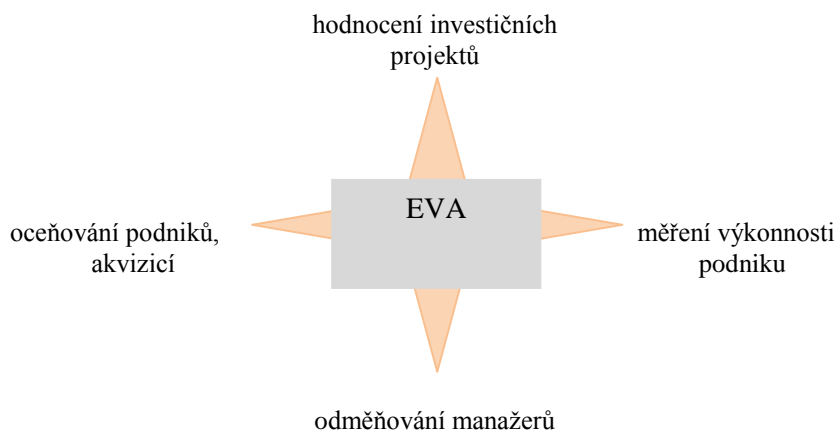 hodnocení investičních
projektů
EVA
oceňování podniků,
akvizicí
měření výkonnosti
podniku
odměňování manažerů